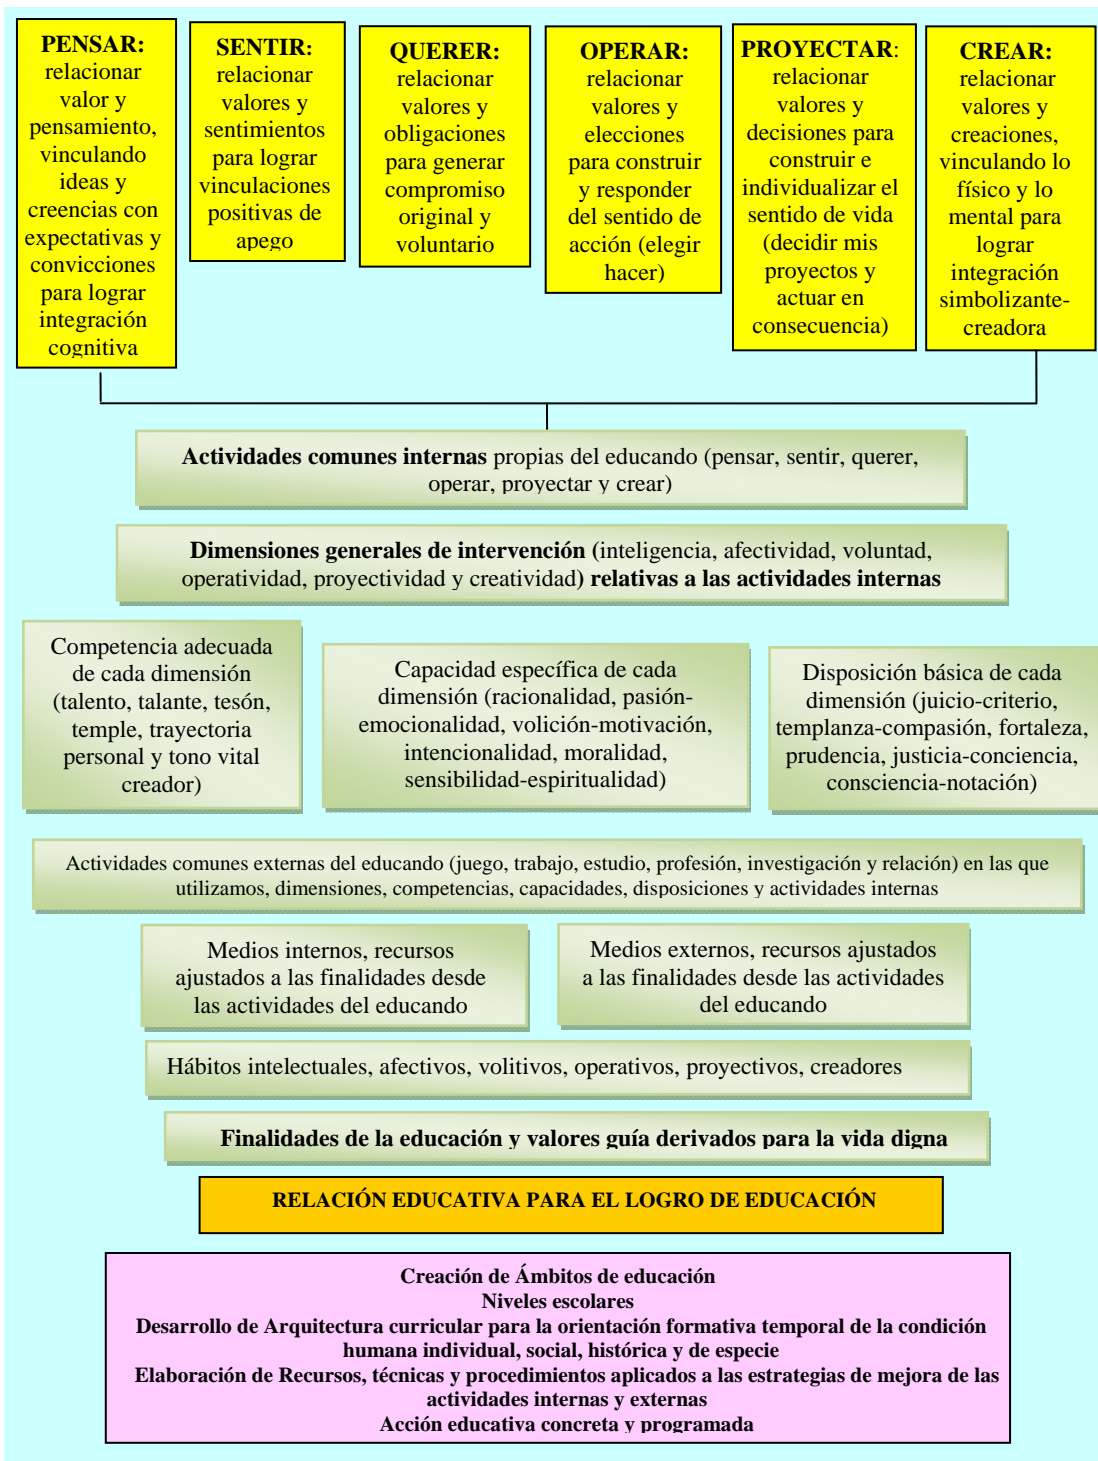 PENSAR:
relacionar
valor y
pensamiento,
vinculando
ideas y
creencias con
expectativas y
convicciones
para lograr
integración
cognitiva
SENTIR:
relacionar
valores y
sentimientos
para lograr
vinculaciones
positivas de
apego
QUERER:
relacionar
valores y
obligaciones
para generar
compromiso
original y
voluntario
OPERAR:
relacionar
valores y
elecciones
para construir
y responder
del sentido de
acción (elegir
hacer)
PROYECTAR:
relacionar
valores y
decisiones para
construir e
individualizar el
sentido de vida
(decidir mis
proyectos y
actuar en
consecuencia)
CREAR:
relacionar
valores y
creaciones,
vinculando lo
físico y lo
mental para
lograr
integración
simbolizante-
creadora
Actividades comunes internas propias del educando (pensar, sentir, querer,
operar, proyectar y crear)
Dimensiones generales de intervención (inteligencia, afectividad, voluntad,
operatividad, proyectividad y creatividad) relativas a las actividades internas
Competencia adecuada
de cada dimensión
(talento, talante, tesón,
temple, trayectoria
personal y tono vital
creador)
Capacidad específica de cada
dimensión (racionalidad, pasión-
emocionalidad, volición-motivación,
intencionalidad, moralidad,
sensibilidad-espiritualidad)
Disposición básica de cada
dimensión (juicio-criterio,
templanza-compasión, fortaleza,
prudencia, justicia-conciencia,
consciencia-notación)
Actividades comunes externas del educando (juego, trabajo, estudio, profesión, investigación y relación) en las que
utilizamos, dimensiones, competencias, capacidades, disposiciones y actividades internas
Medios internos, recursos
ajustados a las finalidades desde
las actividades del educando
Medios externos, recursos ajustados
a las finalidades desde las actividades
del educando
Hábitos intelectuales, afectivos, volitivos, operativos, proyectivos, creadores
Finalidades de la educación y valores guía derivados para la vida digna
RELACIÓN EDUCATIVA PARA EL LOGRO DE EDUCACIÓN
Creación de Ámbitos de educación
Niveles escolares
Desarrollo de Arquitectura curricular para la orientación formativa temporal de la condición
humana individual, social, histórica y de especie
Elaboración de Recursos, técnicas y procedimientos aplicados a las estrategias de mejora de las
actividades internas y externas
Acción educativa concreta y programada